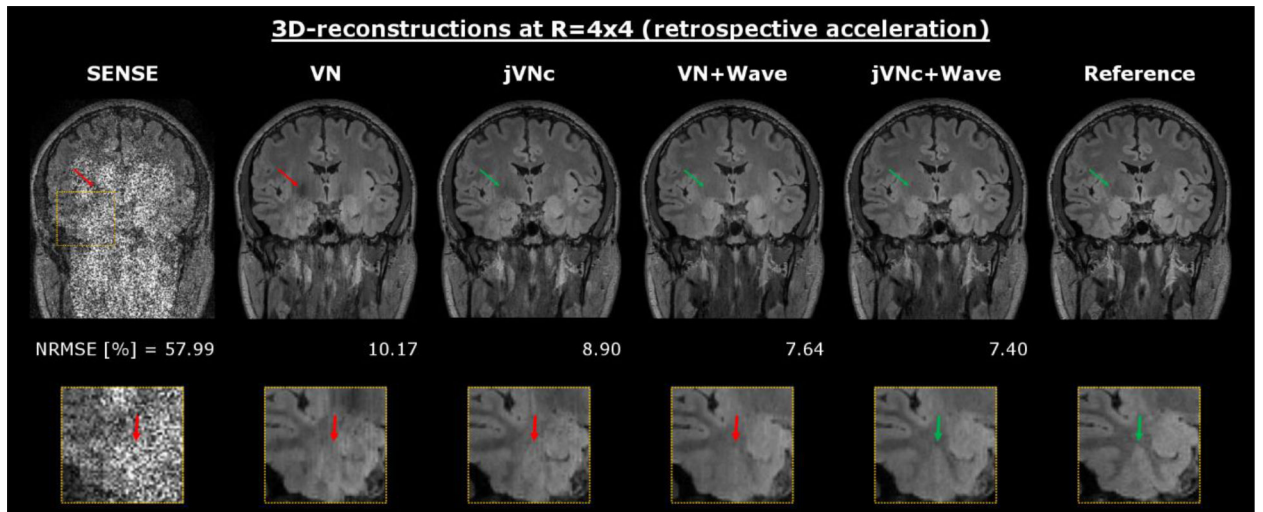 3D-reconstructions at R=4x4 (retrospective acceleration)
SENSE VN jVNc VN+Wave jVNc+Wave Reference
NRMSE [%] = 57.99 10.17 8.90 7.64 7.40